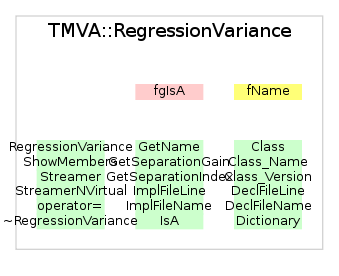 TMVA::RegressionVariance
fgIsA fName
RegressionVariance GetName Class
ShowMembers GetSeparationGain Class_Name
Streamer GetSeparationIndex Class_Version
StreamerNVirtual ImplFileLine DeclFileLine
operator= ImplFileName DeclFileName
~RegressionVariance IsA Dictionary